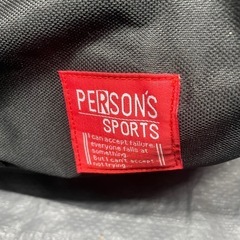 PERSON'S
SPORTS
I can accept failure,
everyone fails at
something.
But I can't accept
not trying.